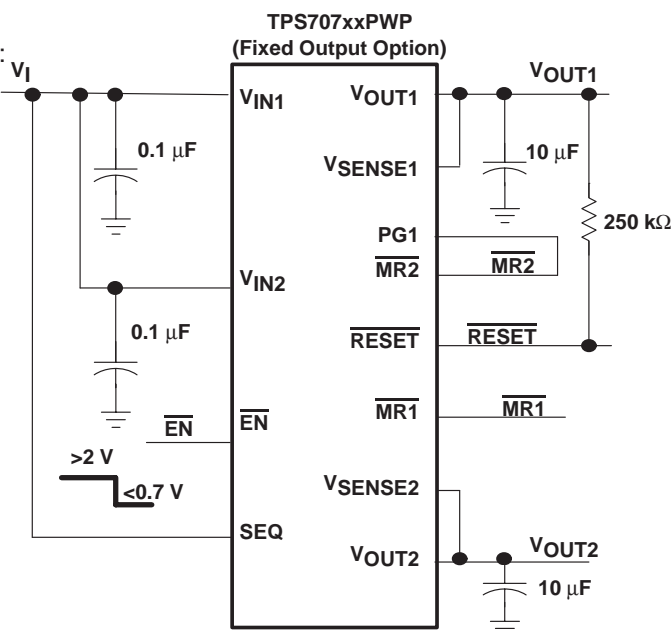 TPS707xxPWP
(Fixed Output Option)
:
VI
VIN1
VOUT1
VOUT1
0.1 μF
10 μF
VSENSE1
250 kΩ
PG1
MR2
MR2
VIN2
0.1 μF
RESET
RESET
EN
EN
MR1
MR1
>2 V
<0.7 V
VSENSE2
SEQ
VOUT2
VOUT2
10 μF